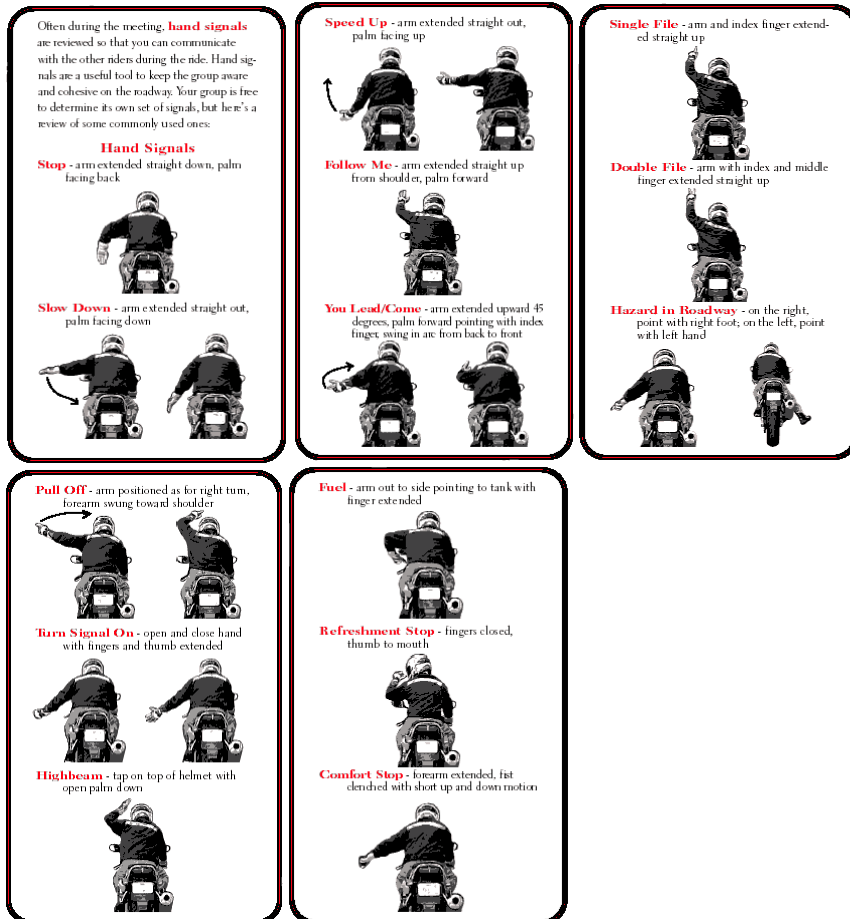 Often during the meeting, hand signals
are reviewed so that you can communicate
with the other riders during the ride. Hand sig-
nals are a useful tool to keep the group aware
and cohesive on the roadway. Your group is free
to determine its own set of signals, but here's a
review of some commonly used ones:
Hand Signals
Stop - arm extended straight down, palm
facing back
Slow Down - arm extended straight out,
palm facing down
Speed Up - arm extended straight out,
palm facing up
Follow Me - arm extended straight up
from shoulder, palm forward
You Lead/Come - arm extended upward 45
degrees, palm forward pointing with index
finger, swing in arc from back to front
Single File - arm and index finger extend-
ed straight up
Double File - arm with index and middle
finger extended straight up
Hazard in Roadway - on the right,
point with right foot; on the left, point
with left hand
Pull Off - arm positioned as for right turn,
forearm swung toward shoulder
Turn Signal On - open and close hand
with fingers and thumb extended
Highbeam - tap on top of helmet with
open palm down
Fuel - arm out to side pointing to tank with
finger extended
Refreshment Stop - fingers closed,
thumb to mouth
Comfort Stop - forearm extended, fist
clenched with short up and down motion